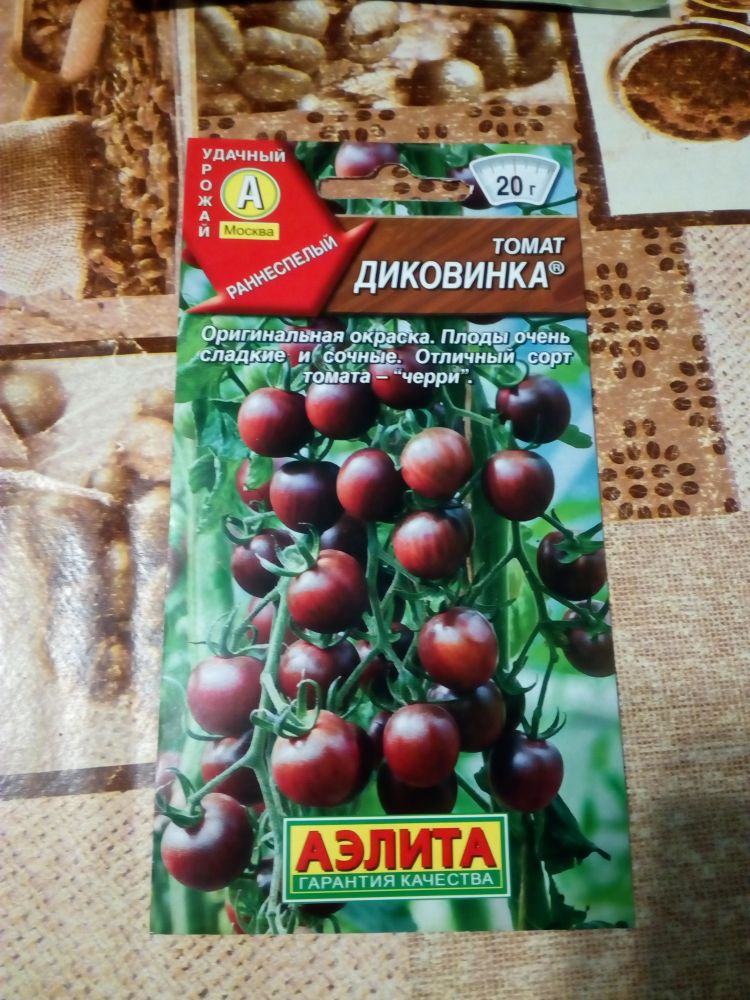 УДАЧНЫЙ
УРОЖАЙ
А
Москва
РАННЕСПЕЛЫЙ
20 г
ТОМАТ
ДИКОВИНКА®
Оригинальная окраска. Плоды очень
сладкие и сочные. Отличный сорт
томата – "черри".
АЭЛИТА
ГАРАНТИЯ КАЧЕСТВА